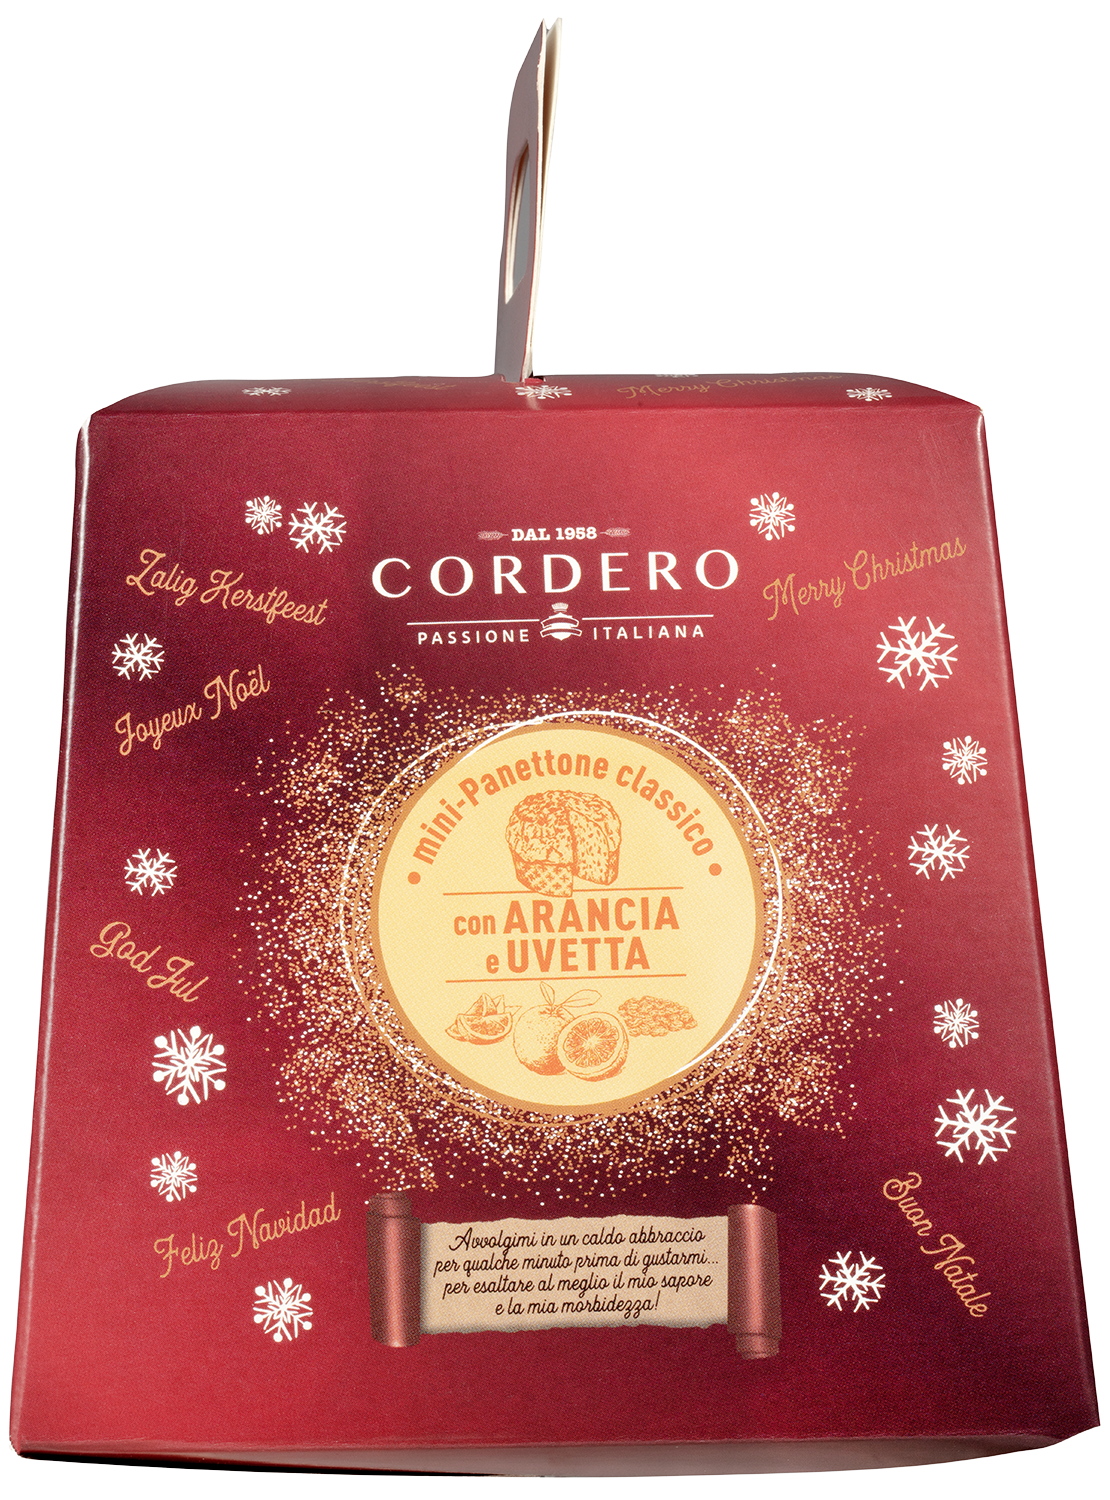 Merry Christmas
DAL 1958
CORDERO
PASSIONE ITALIANA
Zalig Kerstfeest
Merry Christmas
Joyeux Noël
mini-Panettone classico
con ARANCIA
e UVETTA
God Jul
Feliz Navidad
Buon Natale
Avvolgimi in un caldo abbraccio
per qualche minuto prima di gustarmi...
per esaltare al meglio il mio sapore
e la mia morbidezza!